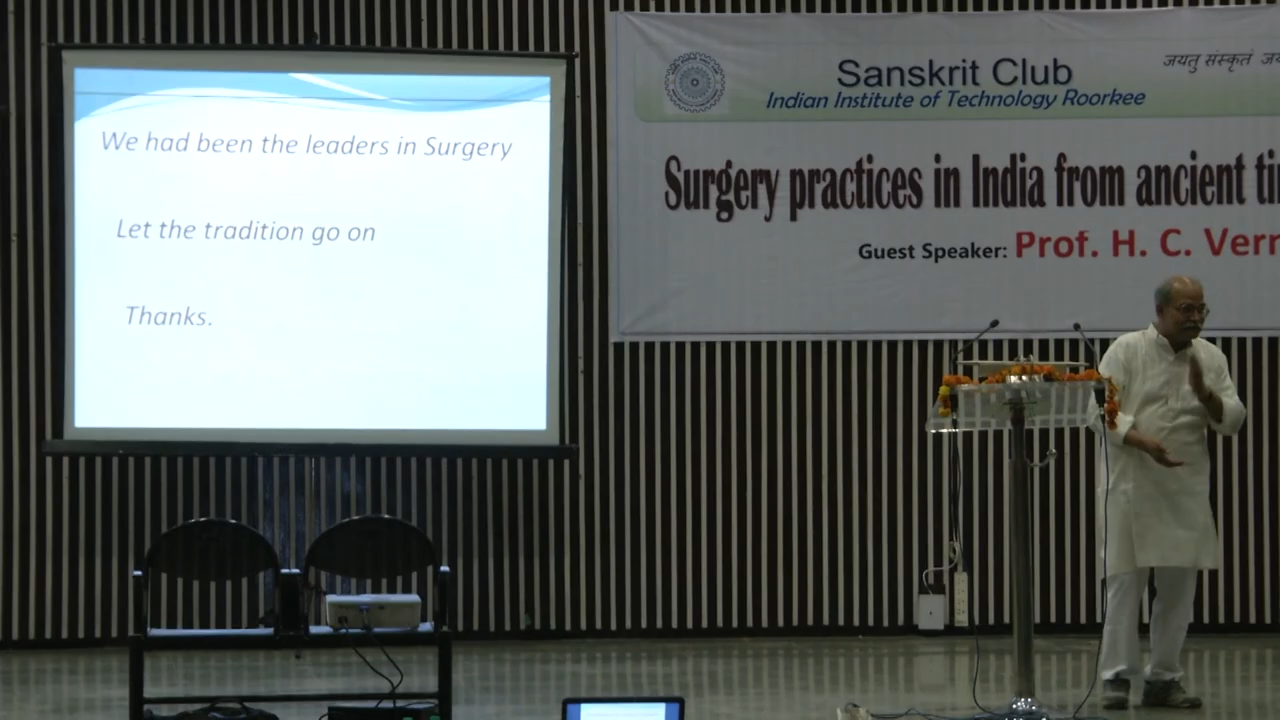 We had been the leaders in Surgery
Let the tradition go on
Thanks.
Sanskrit Club
जयतु संस्कृतं
Indian Institute of Technology Roorkee
Surgery practices in India from ancient
Guest Speaker: Prof. H. C.